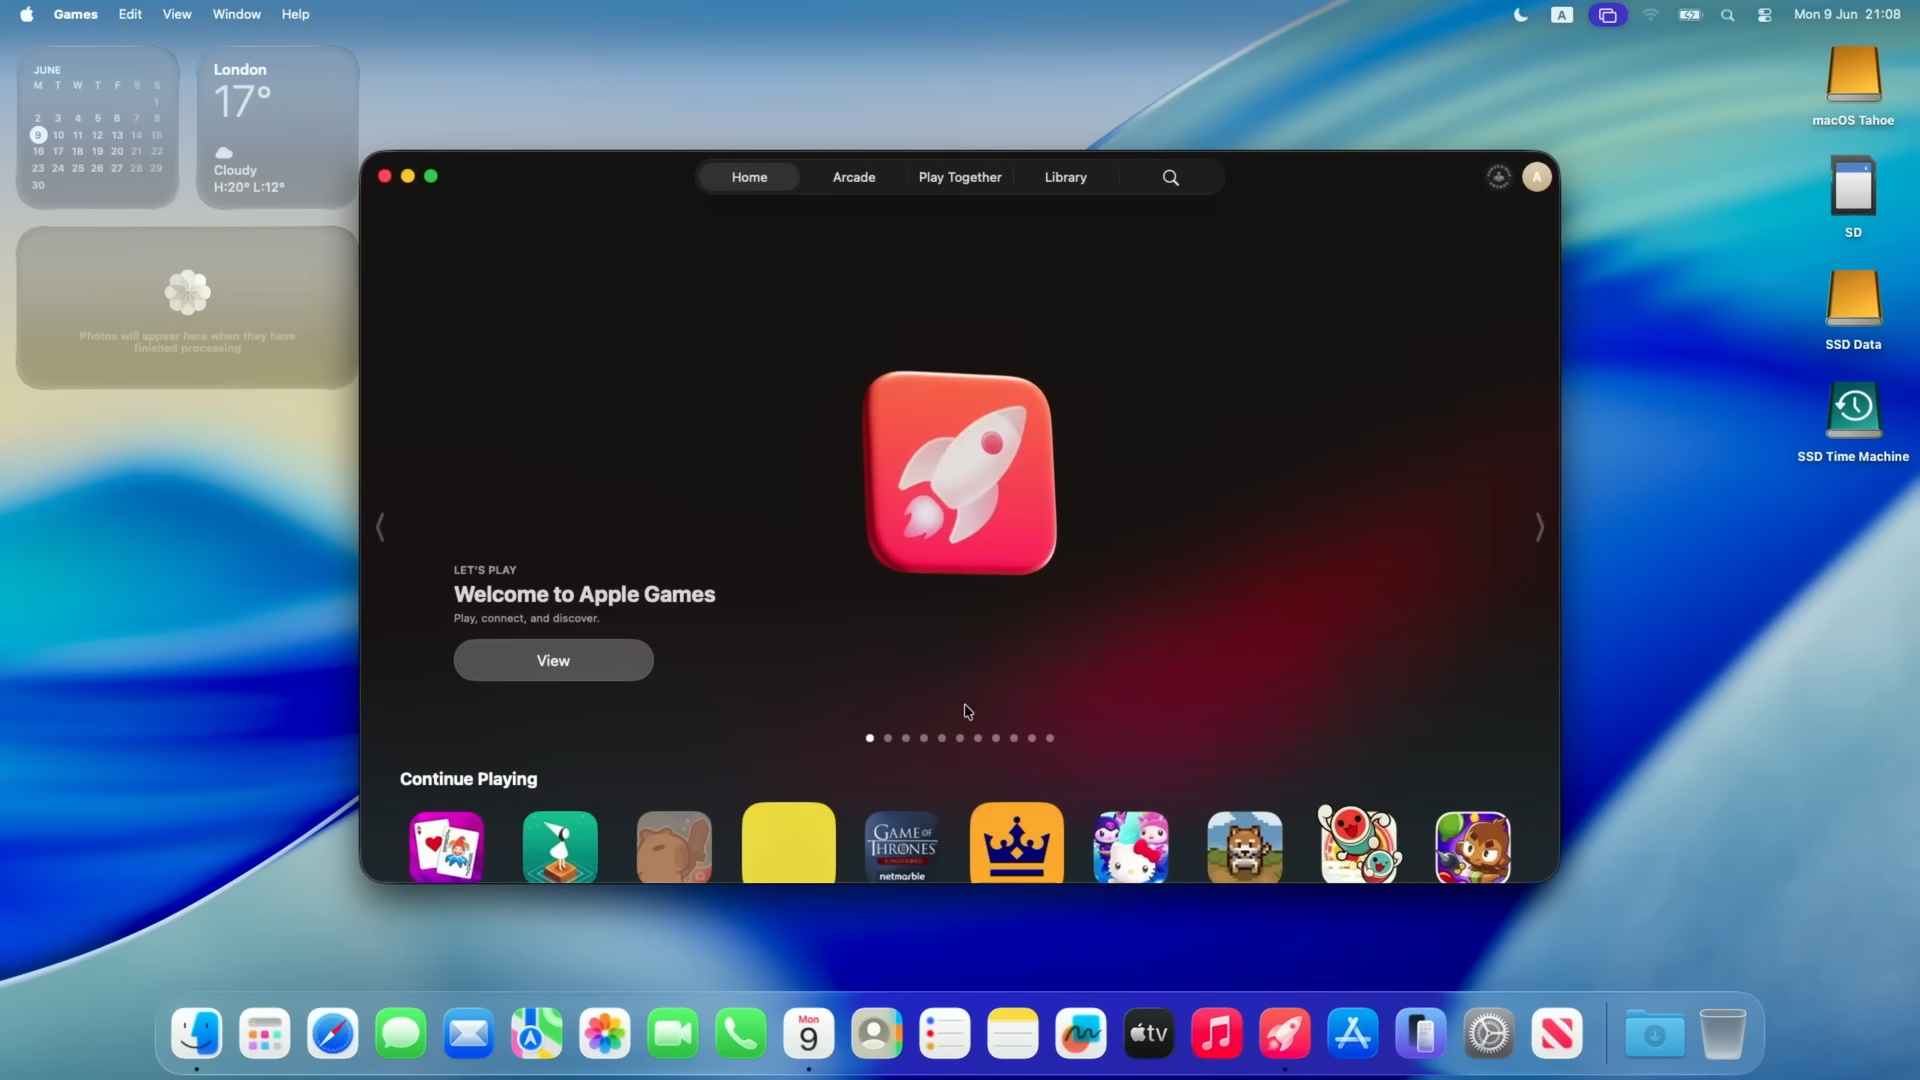 Games Edit View Window Help
A
Mon 9 Jun 21:08
JUNE
M T W T F S S
1
2 3 4 5 6 7 8
9 10 11 12 13 14 15
16 17 18 19 20 21 22
23 24 25 26 27 28 29
30
London
17°
Cloudy
H:20° L:12°
Photos will appear here when they have
finished processing
Home Arcade Play Together Library
A
LET'S PLAY
Welcome to Apple Games
Play, connect, and discover.
View
Continue Playing
A
GAME OF
THRONES
netmarble
macOS Tahoe
SD
SSD Data
SSD Time Machine
Mon
9
tv